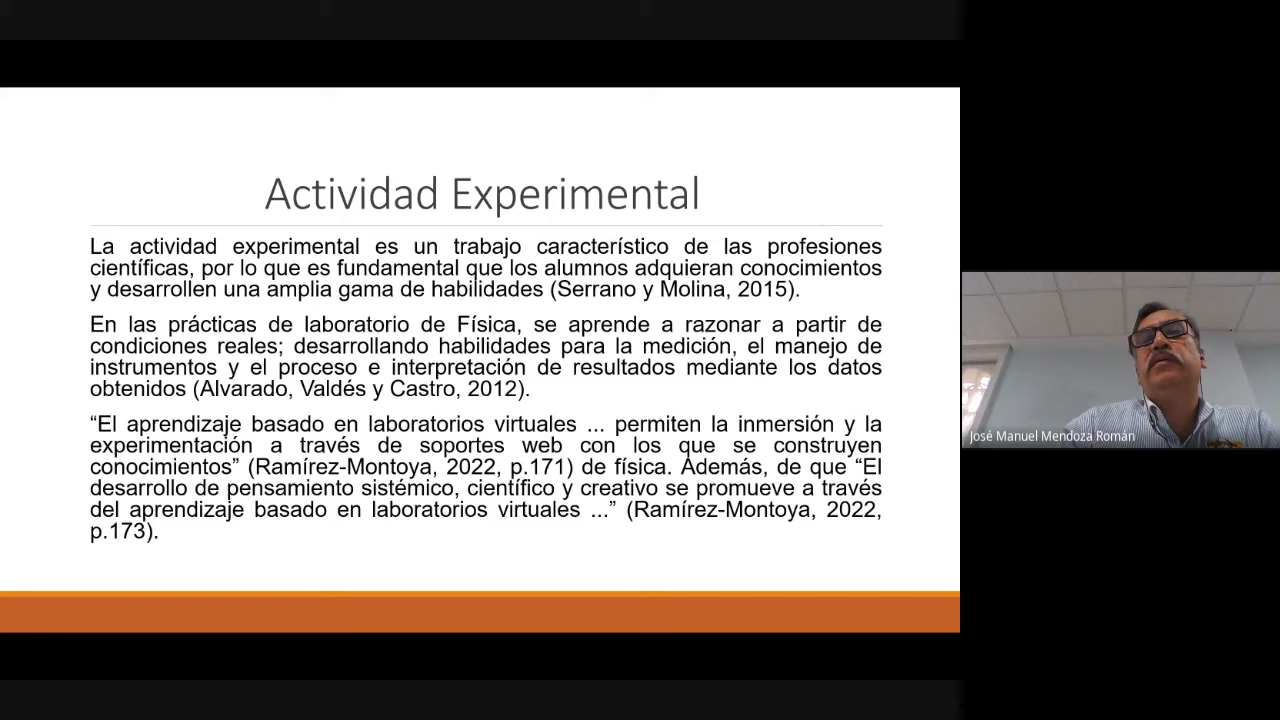 Actividad Experimental
La actividad experimental es un trabajo característico de las profesiones
científicas, por lo que es fundamental que los alumnos adquieran conocimientos
y desarrollen una amplia gama de habilidades (Serrano y Molina, 2015).
En las prácticas de laboratorio de Física, se aprende a razonar a partir de
condiciones reales; desarrollando habilidades para la medición, el manejo de
instrumentos y el proceso e interpretación de resultados mediante los datos
obtenidos (Alvarado, Valdés y Castro, 2012).
“El aprendizaje basado en laboratorios virtuales ... permiten la inmersión y la
experimentación a través de soportes web con los que se construyen
conocimientos” (Ramírez-Montoya, 2022, p.171) de física. Además, de que “El
desarrollo de pensamiento sistémico, científico y creativo se promueve a través
del aprendizaje basado en laboratorios virtuales ...” (Ramírez-Montoya, 2022,
p.173).
José Manuel Mendoza Román